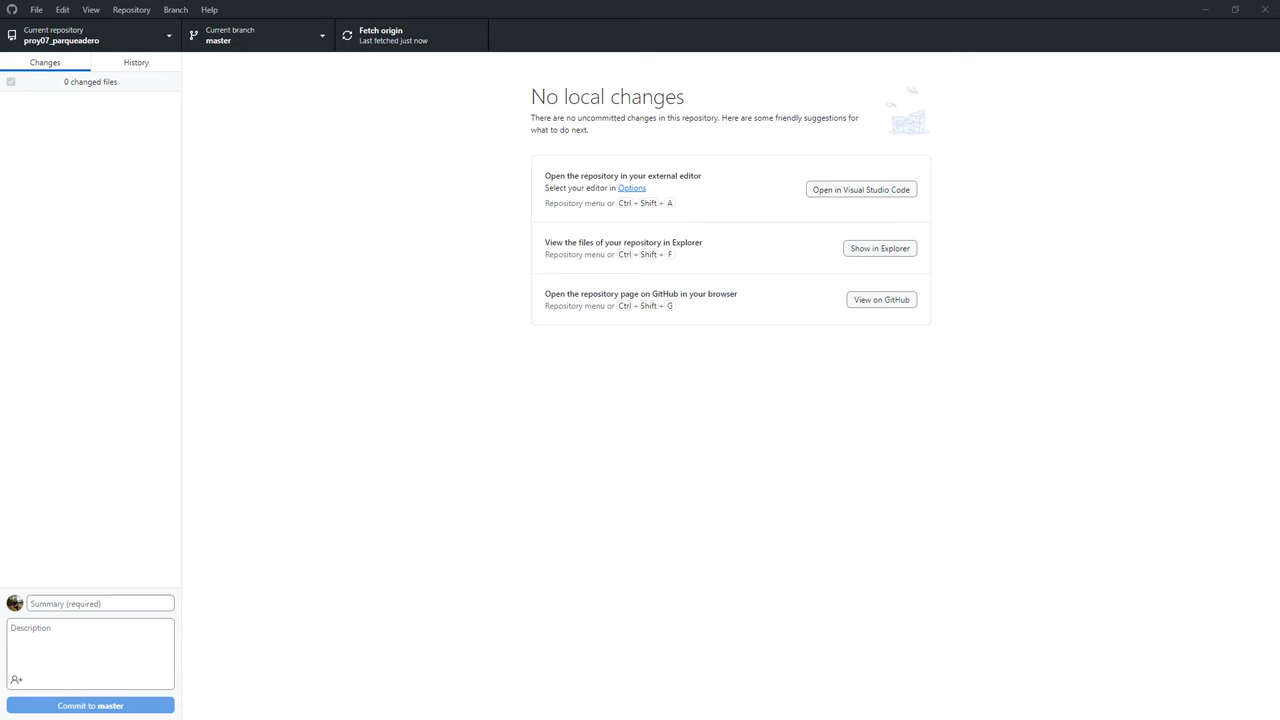 File Edit View Repository Branch Help
Current repository
proy07_parqueadero
Current branch
master
Fetch origin
Last fetched just now
Changes History
0 changed files
No local changes
There are no uncommitted changes in this repository. Here are some friendly suggestions for
what to do next.
Open the repository in your external editor
Select your editor in Options
Repository menu or Ctrl + Shift + A
Open in Visual Studio Code
View the files of your repository in Explorer
Repository menu or Ctrl + Shift + F
Show in Explorer
Open the repository page on GitHub in your browser
Repository menu or Ctrl + Shift + G
View on GitHub
Summary (required)
Description
Commit to master